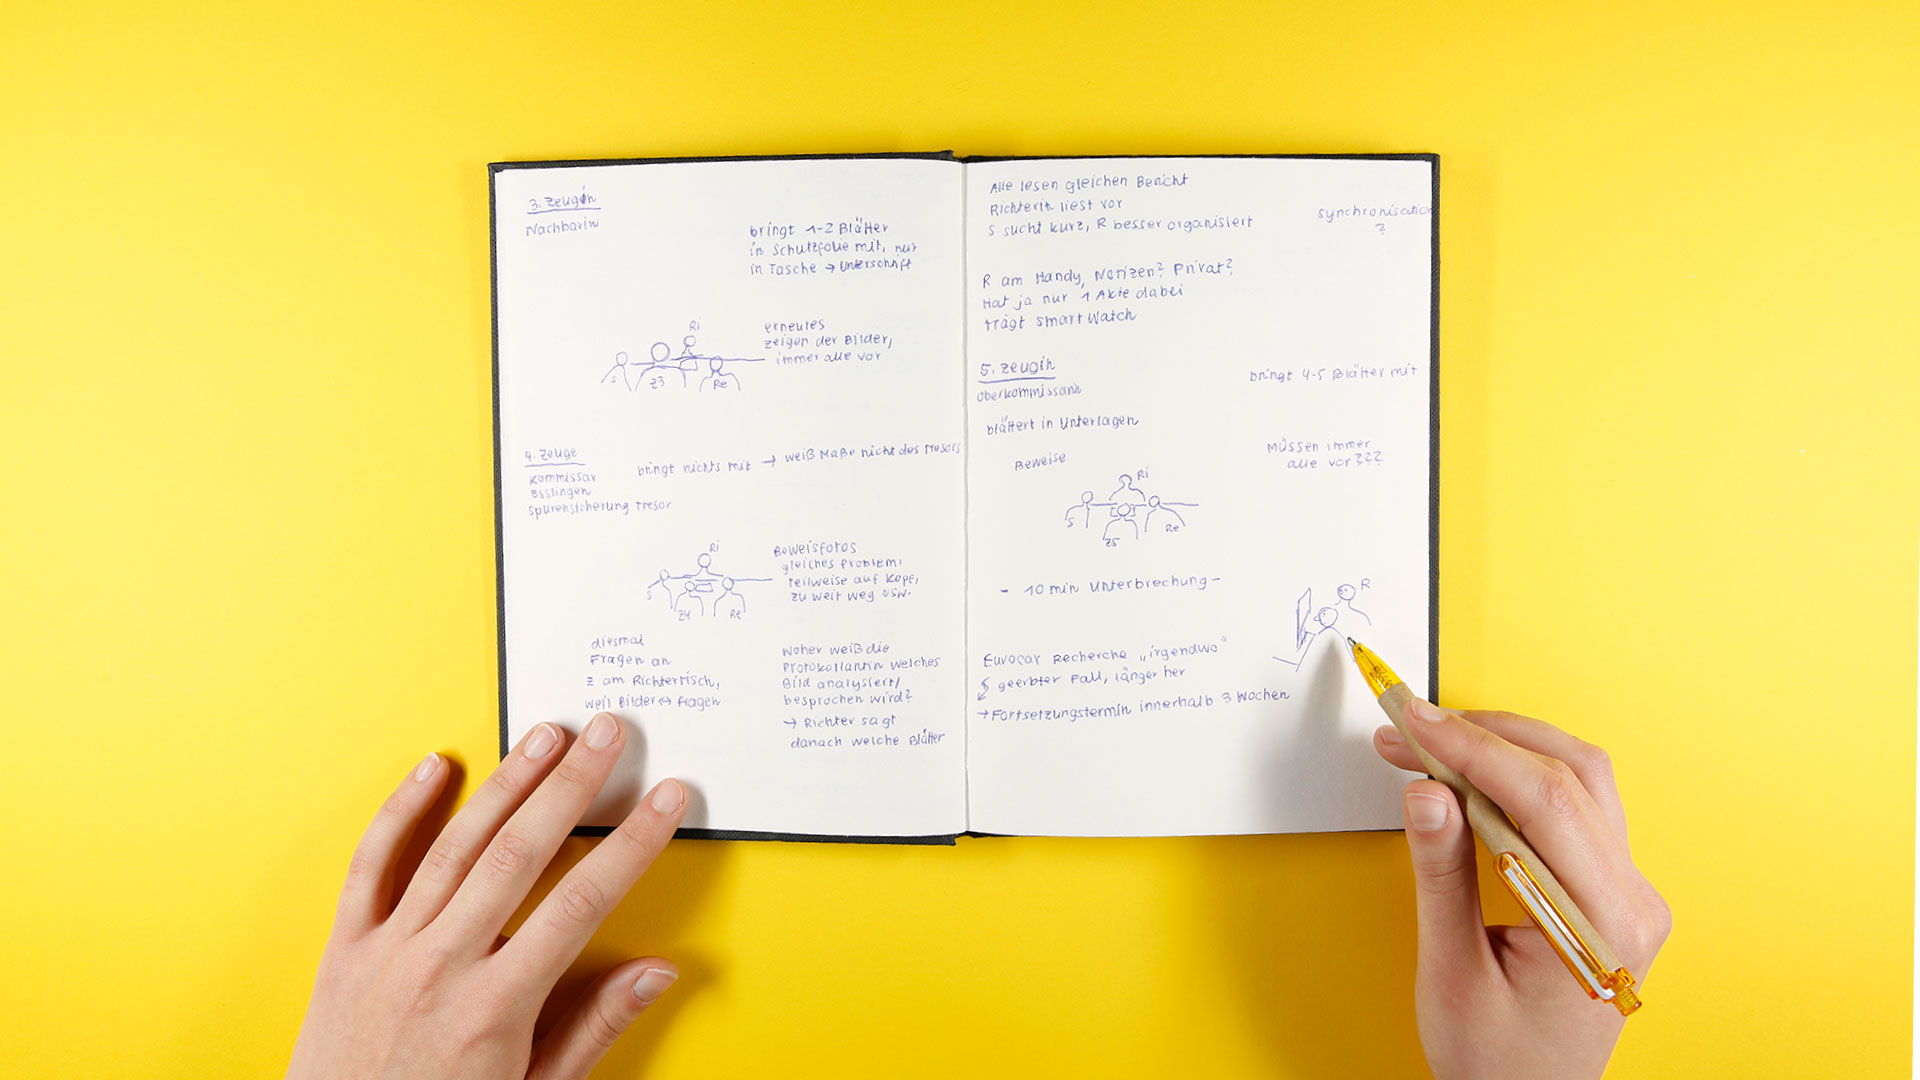 3. Zeugin
Nachbarin
bringt 1-2 Blätter
in Schutzfolie mit, nur
in Tasche → Unterschrift
Ri
S
Z3
Re
erneutes
zeigen der Bilder,
immer alle vor
4. Zeuge
Kommissar
Esslingen
Spurensicherung Tresor
bringt nichts mit → weiß Maße nicht des Tresors
Ri
S
Z4
Re
Beweisfotos
gleiches Problem:
teilweise auf Kopf,
zu weit weg usw.
diesmal
Fragen an
Z am Richtertisch,
weil Bilder ↔ Fragen
Woher weiß die
Protokollantin welches
Bild analysiert/
besprochen wird?
→ Richter sagt
danach welche Blätter
Alle lesen gleichen Bericht
RichterIn liest vor
S sucht kurz, R besser organisiert
synchronisation
?
R am Handy, Notizen? Privat?
Hat ja nur 1 Akte dabei
trägt Smart Watch
5. Zeugin
Oberkommissarin
bringt 4-5 Blätter mit
blättert in Unterlagen
Beweise
Müssen immer
alle vor???
Ri
S
Z5
Re
- 10 min Unterbrechung -
R
Eurocar Recherche „irgendwo“
geerbter Fall, länger her
→ Fortsetzungstermin innerhalb 3 Wochen